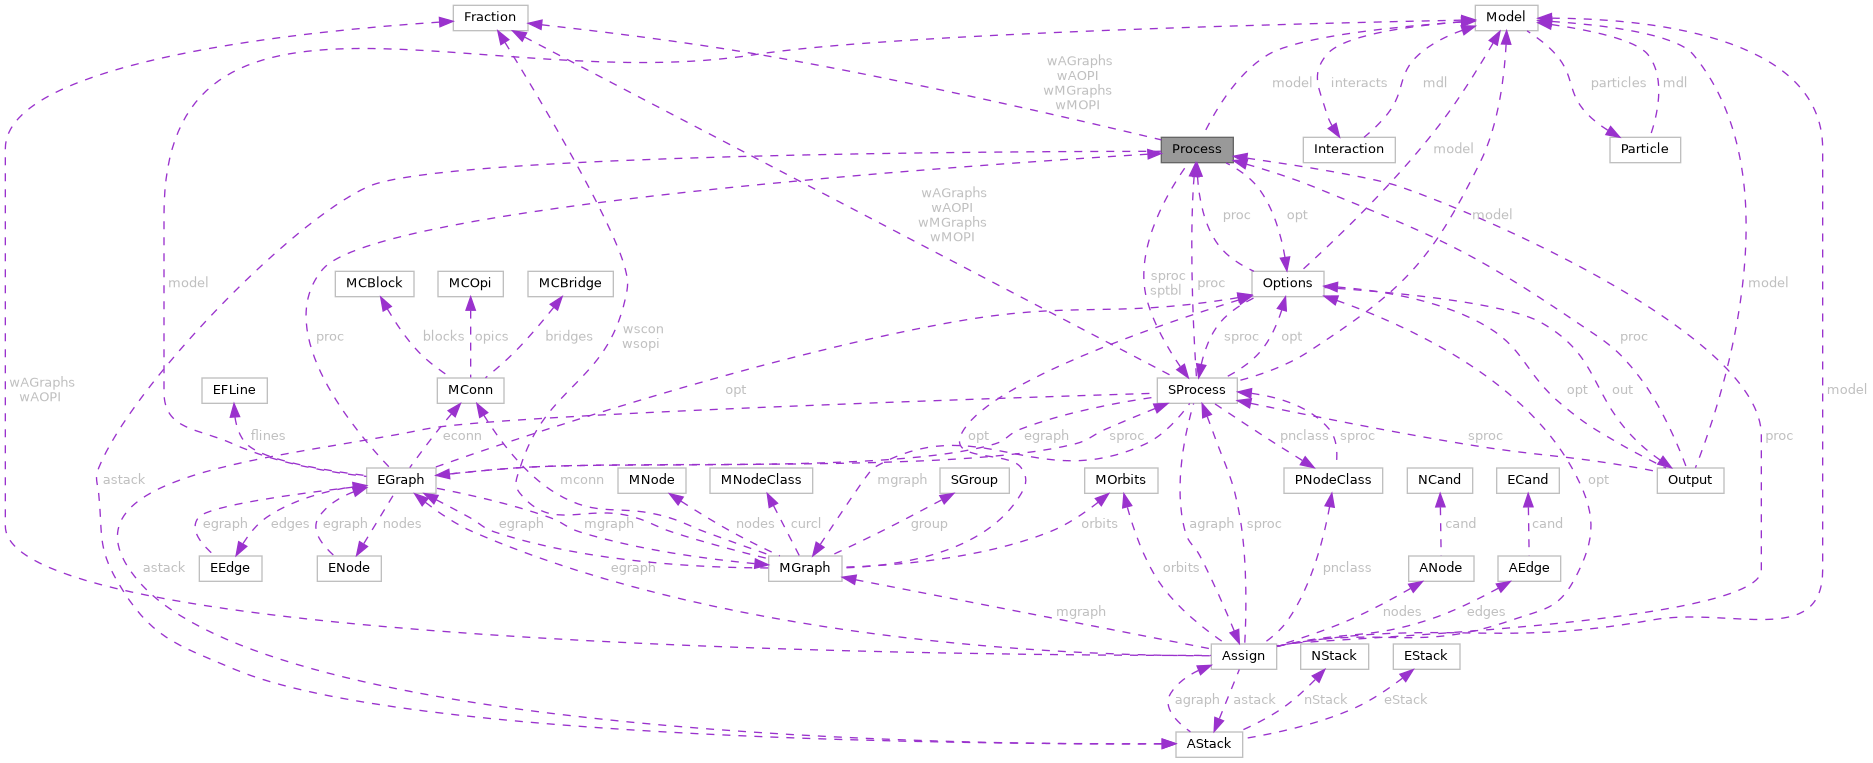 Fraction
Model
wAGraphs
wAOPI
wMGraphs
wMOPI
model
interacts
mdl
particles
mdl
Process
Interaction
Particle
model
wAGraphs
wAOPI
wMGraphs
wMOPI
proc
opt
model
MCBlock
MCOpi
MCBridge
model
sproc
sptbl
proc
Options
model
proc
blocks
opics
bridges
wscon
wsopi
sproc
opt
proc
wAGraphs
wAOPI
EFLine
MConn
opt
SProcess
opt
out
model
flines
econn
opt
egraph
sproc
pnclass
sproc
sproc
proc
astack
EGraph
mconn
MNode
MNodeClass
mgraph
SGroup
MOrbits
PNodeClass
NCand
ECand
opt
Output
egraph
edges
egraph
nodes
egraph
mgraph
nodes
curcl
group
orbits
agraph
sproc
cand
cand
astack
EEdge
ENode
egraph
MGraph
orbits
pnclass
ANode
AEdge
mgraph
nodes
edges
Assign
NStack
EStack
agraph
astack
nStack
eStack
AStack